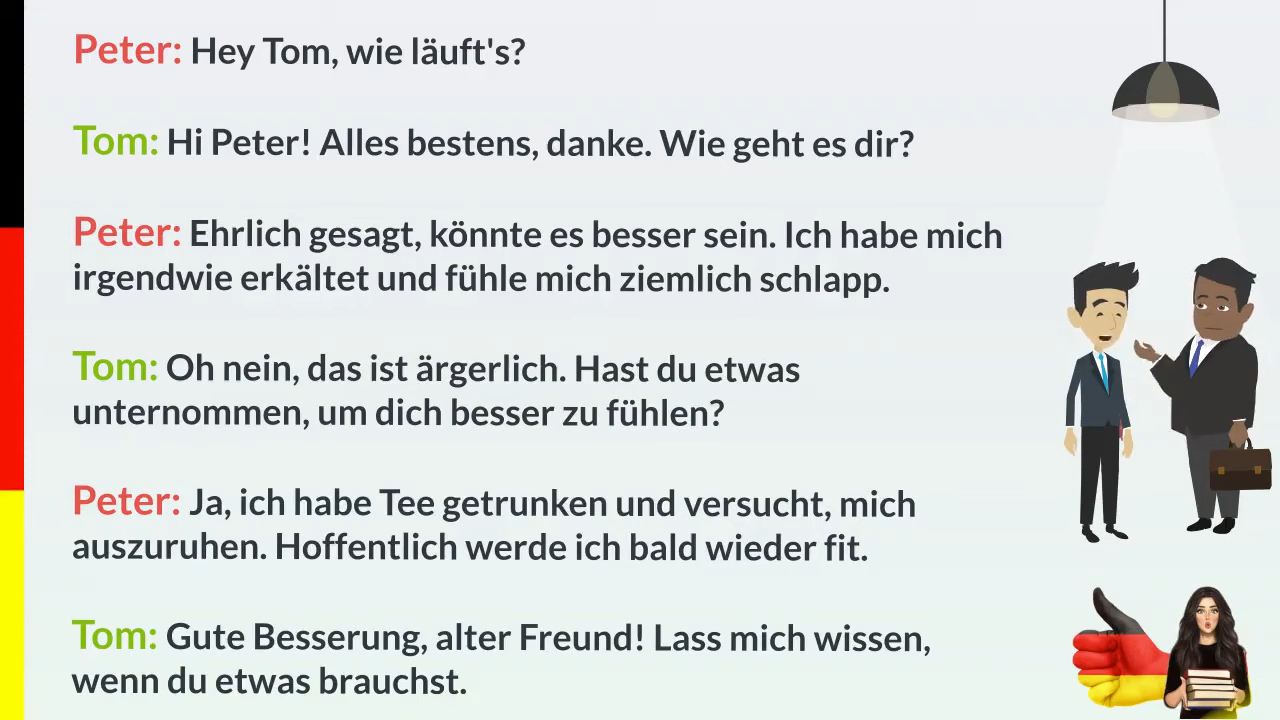 Peter: Hey Tom, wie läuft's?
Tom: Hi Peter! Alles bestens, danke. Wie geht es dir?
Peter: Ehrlich gesagt, könnte es besser sein. Ich habe mich
irgendwie erkältet und fühle mich ziemlich schlapp.
Tom: Oh nein, das ist ärgerlich. Hast du etwas
unternommen, um dich besser zu fühlen?
Peter: Ja, ich habe Tee getrunken und versucht, mich
auszuruhen. Hoffentlich werde ich bald wieder fit.
Tom: Gute Besserung, alter Freund! Lass mich wissen,
wenn du etwas brauchst.